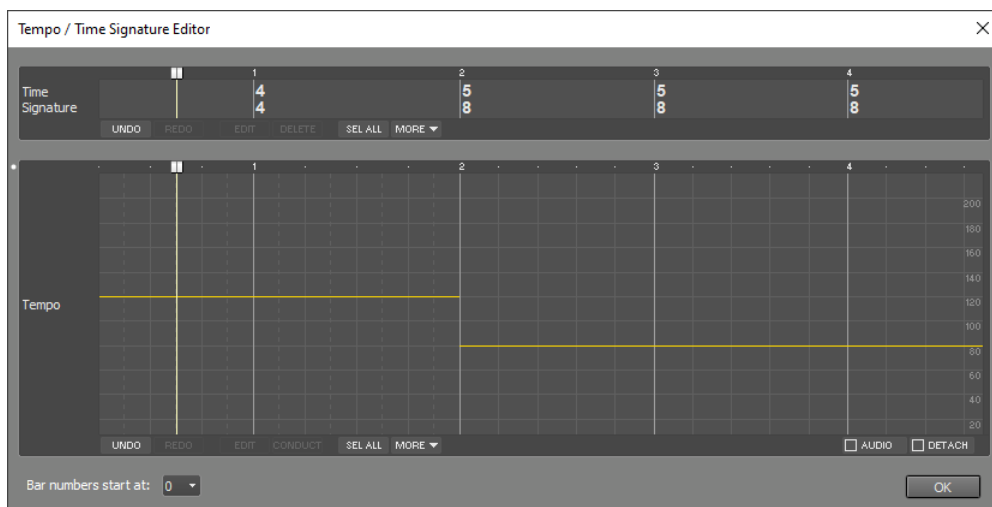 Tempo / Time Signature Editor
1 2 3 4
Time Signature
4 4
5 8
5 8
5 8
UNDO REDO EDIT DELETE SEL ALL MORE
1 2 3 4
200
180
160
140
Tempo
120
100
80
60
40
20
UNDO REDO EDIT CONDUCT SEL ALL MORE AUDIO DETACH
Bar numbers start at: 0 OK